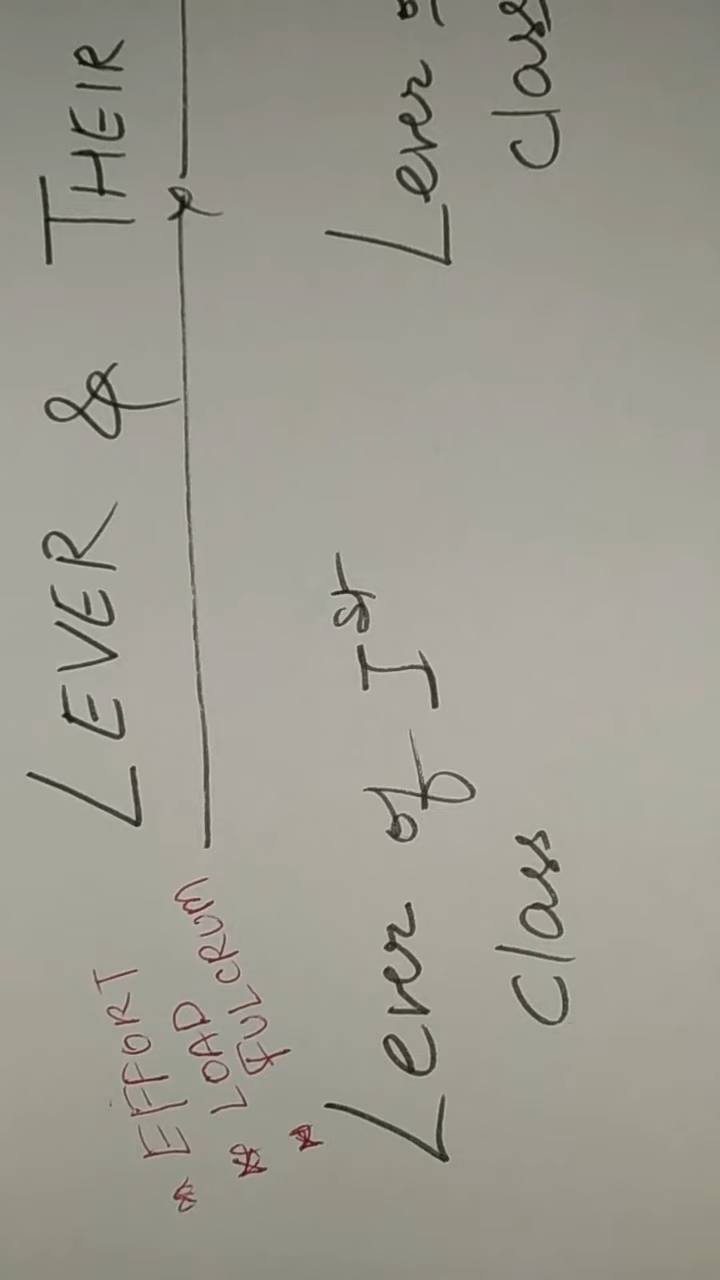 LEVER & THEIR
* EFFORT
* LOAD
* FULCRUM
Lever of Ist
Class
Lever
Class